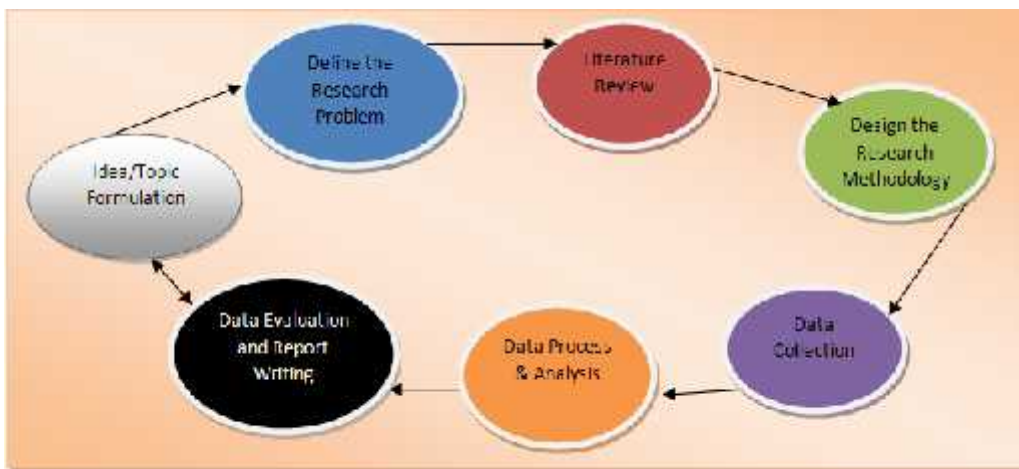 Idea/Topic
Formulation
Define the
Research
Problem
Literature
Review
Design the
Research
Methodology
Data
Collection
Data Process
& Analysis
Data Evaluation
and Report
Writing